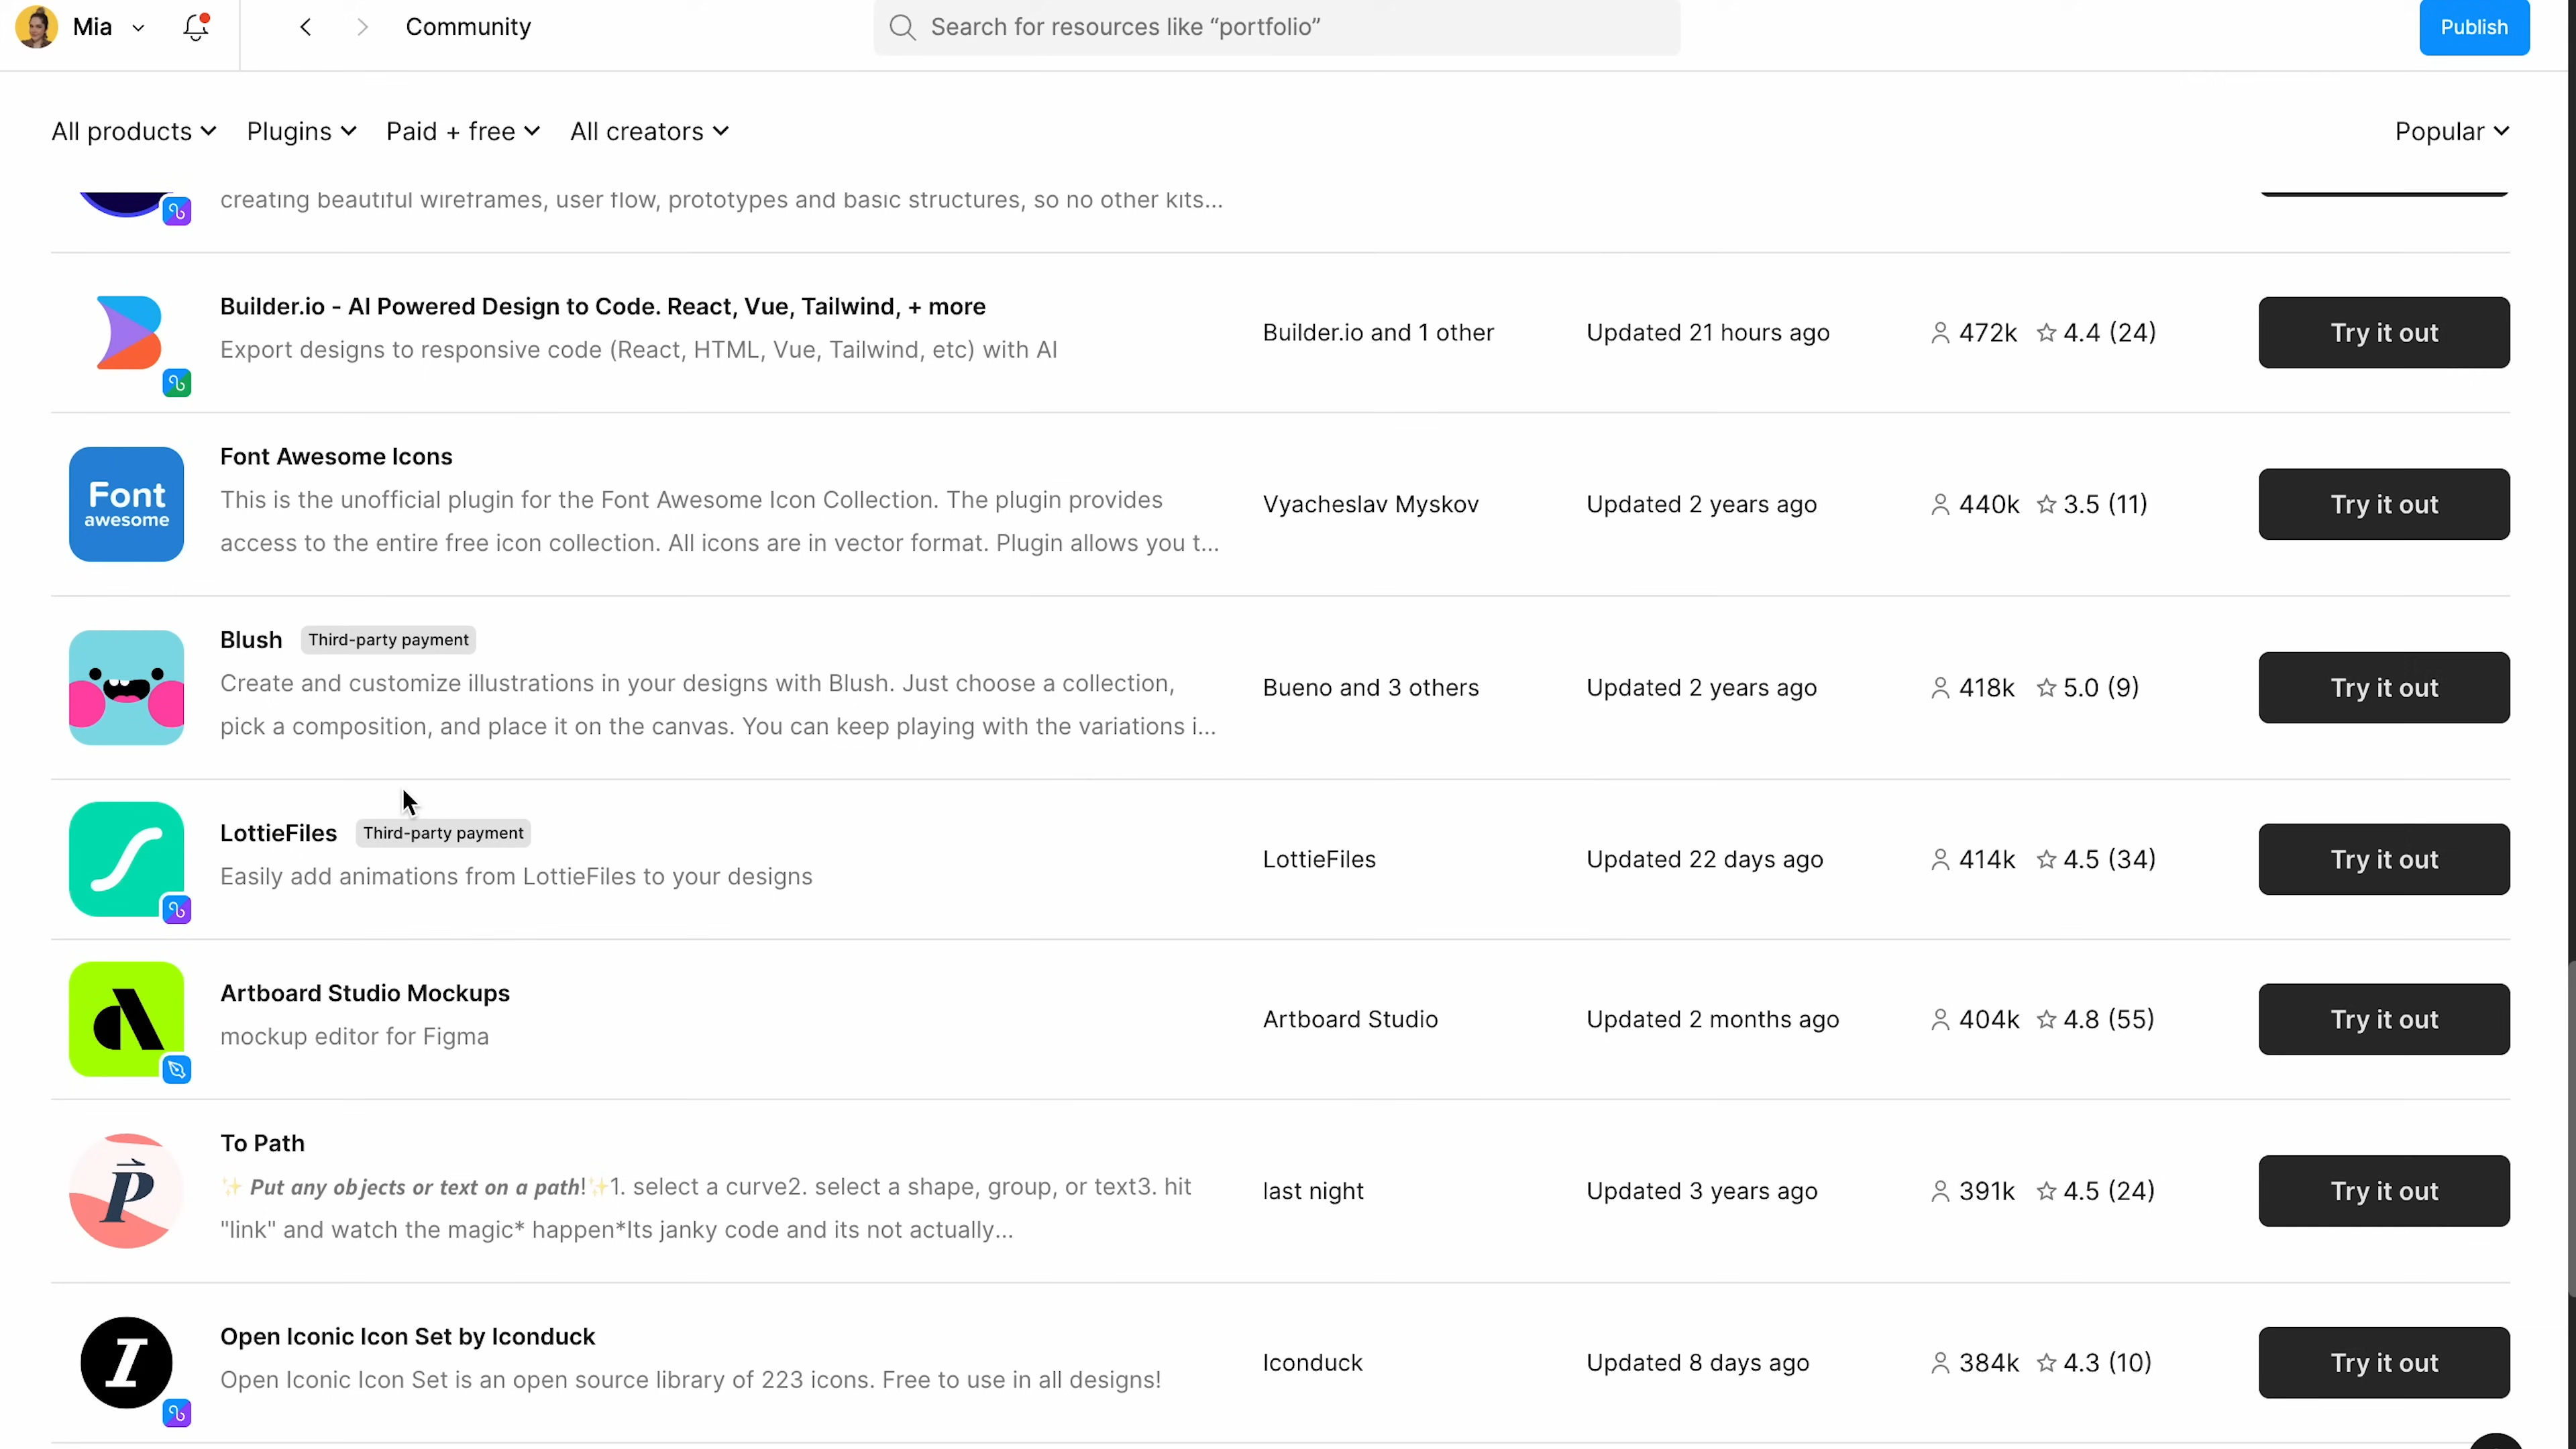 Mia
Community
Search for resources like “portfolio”
Publish
All products
Plugins
Paid + free
All creators
Popular
creating beautiful wireframes, user flow, prototypes and basic structures, so no other kits...
Builder.io - AI Powered Design to Code. React, Vue, Tailwind, + more
Export designs to responsive code (React, HTML, Vue, Tailwind, etc) with AI
Builder.io and 1 other
Updated 21 hours ago
472k
4.4 (24)
Try it out
Font
awesome
Font Awesome Icons
This is the unofficial plugin for the Font Awesome Icon Collection. The plugin provides
access to the entire free icon collection. All icons are in vector format. Plugin allows you t...
Vyacheslav Myskov
Updated 2 years ago
440k
3.5 (11)
Try it out
Blush
Third-party payment
Create and customize illustrations in your designs with Blush. Just choose a collection,
pick a composition, and place it on the canvas. You can keep playing with the variations i...
Bueno and 3 others
Updated 2 years ago
418k
5.0 (9)
Try it out
LottieFiles
Third-party payment
Easily add animations from LottieFiles to your designs
LottieFiles
Updated 22 days ago
414k
4.5 (34)
Try it out
Artboard Studio Mockups
mockup editor for Figma
Artboard Studio
Updated 2 months ago
404k
4.8 (55)
Try it out
P
To Path
✨ Put any objects or text on a path!✨1. select a curve2. select a shape, group, or text3. hit
"link" and watch the magic* happen*Its janky code and its not actually...
last night
Updated 3 years ago
391k
4.5 (24)
Try it out
I
Open Iconic Icon Set by Iconduck
Open Iconic Icon Set is an open source library of 223 icons. Free to use in all designs!
Iconduck
Updated 8 days ago
384k
4.3 (10)
Try it out